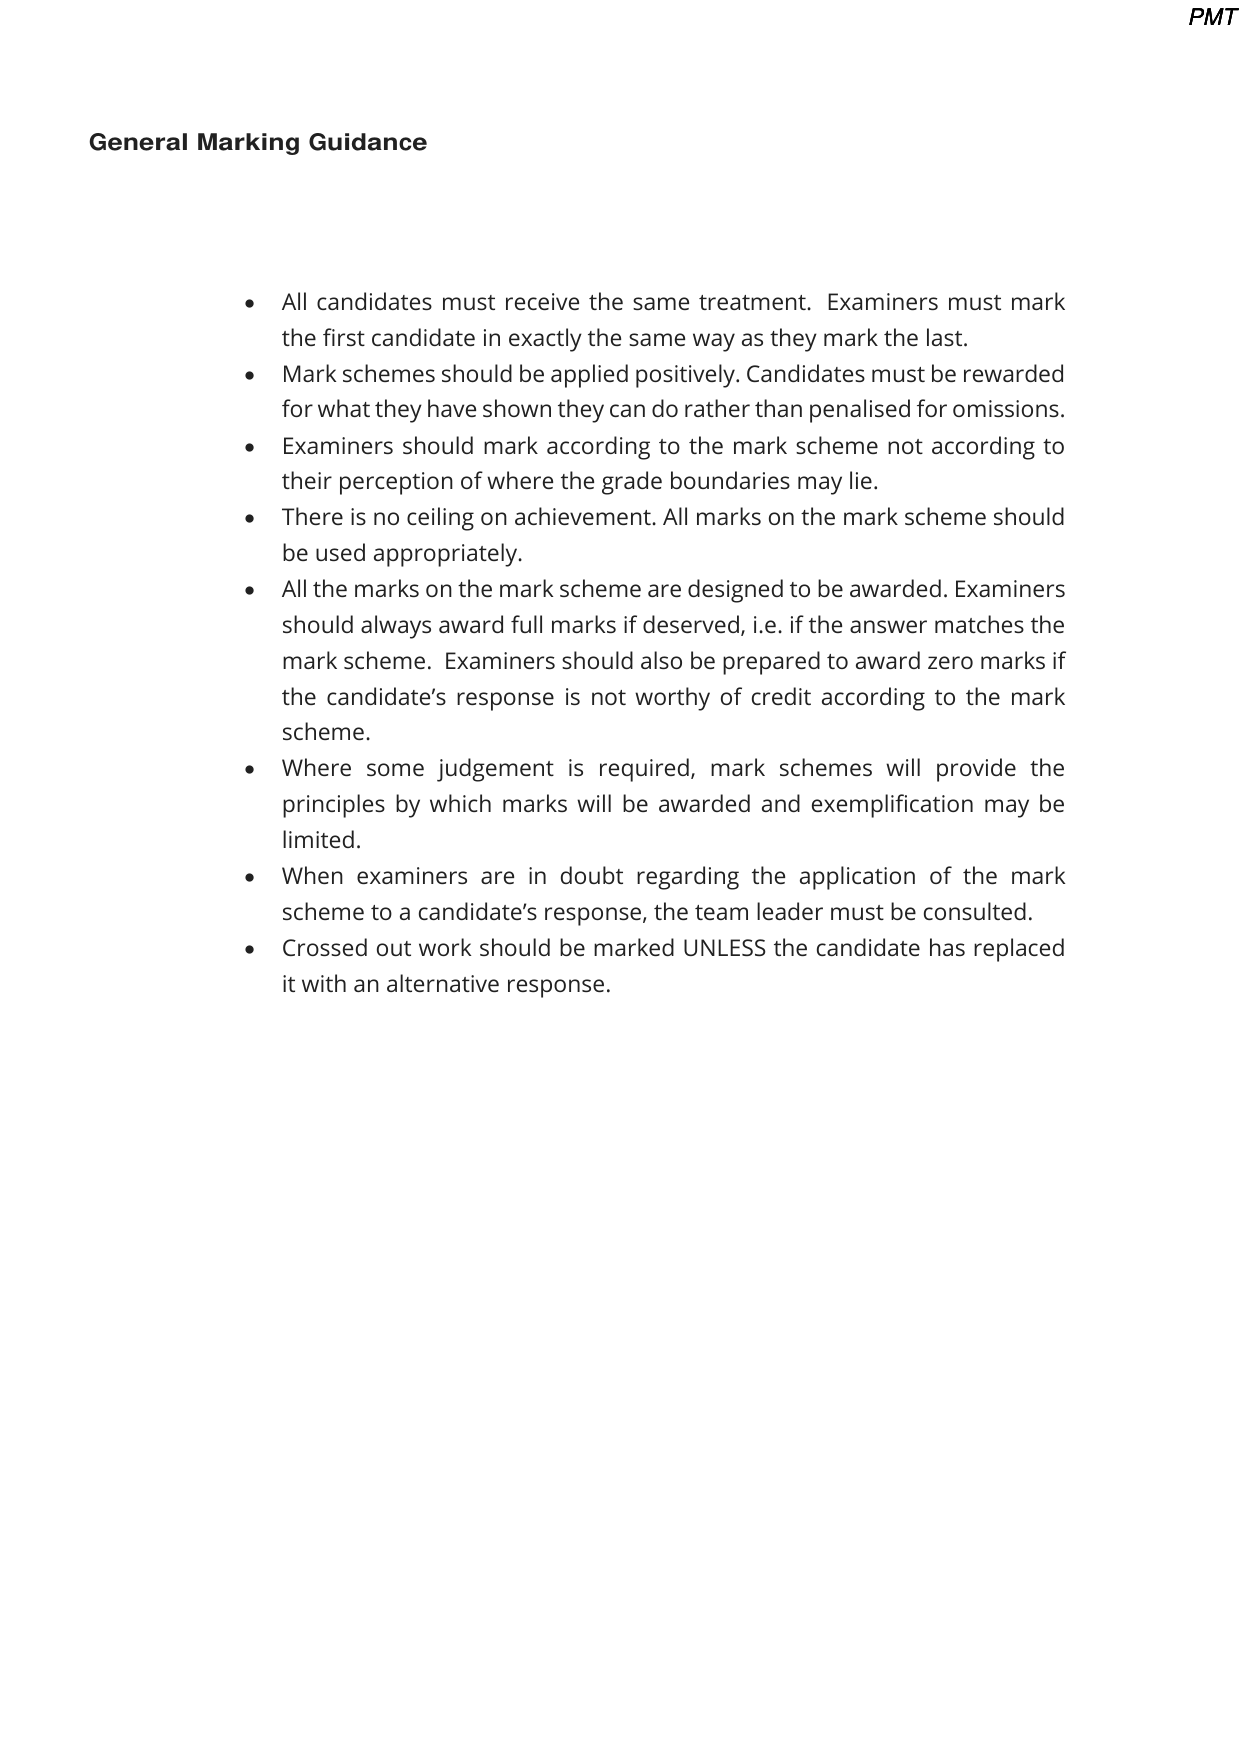 PMT
General Marking Guidance
• All candidates must receive the same treatment. Examiners must mark
the first candidate in exactly the same way as they mark the last.
• Mark schemes should be applied positively. Candidates must be rewarded
for what they have shown they can do rather than penalised for omissions.
• Examiners should mark according to the mark scheme not according to
their perception of where the grade boundaries may lie.
• There is no ceiling on achievement. All marks on the mark scheme should
be used appropriately.
• All the marks on the mark scheme are designed to be awarded. Examiners
should always award full marks if deserved, i.e. if the answer matches the
mark scheme. Examiners should also be prepared to award zero marks if
the candidate’s response is not worthy of credit according to the mark
scheme.
• Where some judgement is required, mark schemes will provide the
principles by which marks will be awarded and exemplification may be
limited.
• When examiners are in doubt regarding the application of the mark
scheme to a candidate’s response, the team leader must be consulted.
• Crossed out work should be marked UNLESS the candidate has replaced
it with an alternative response.